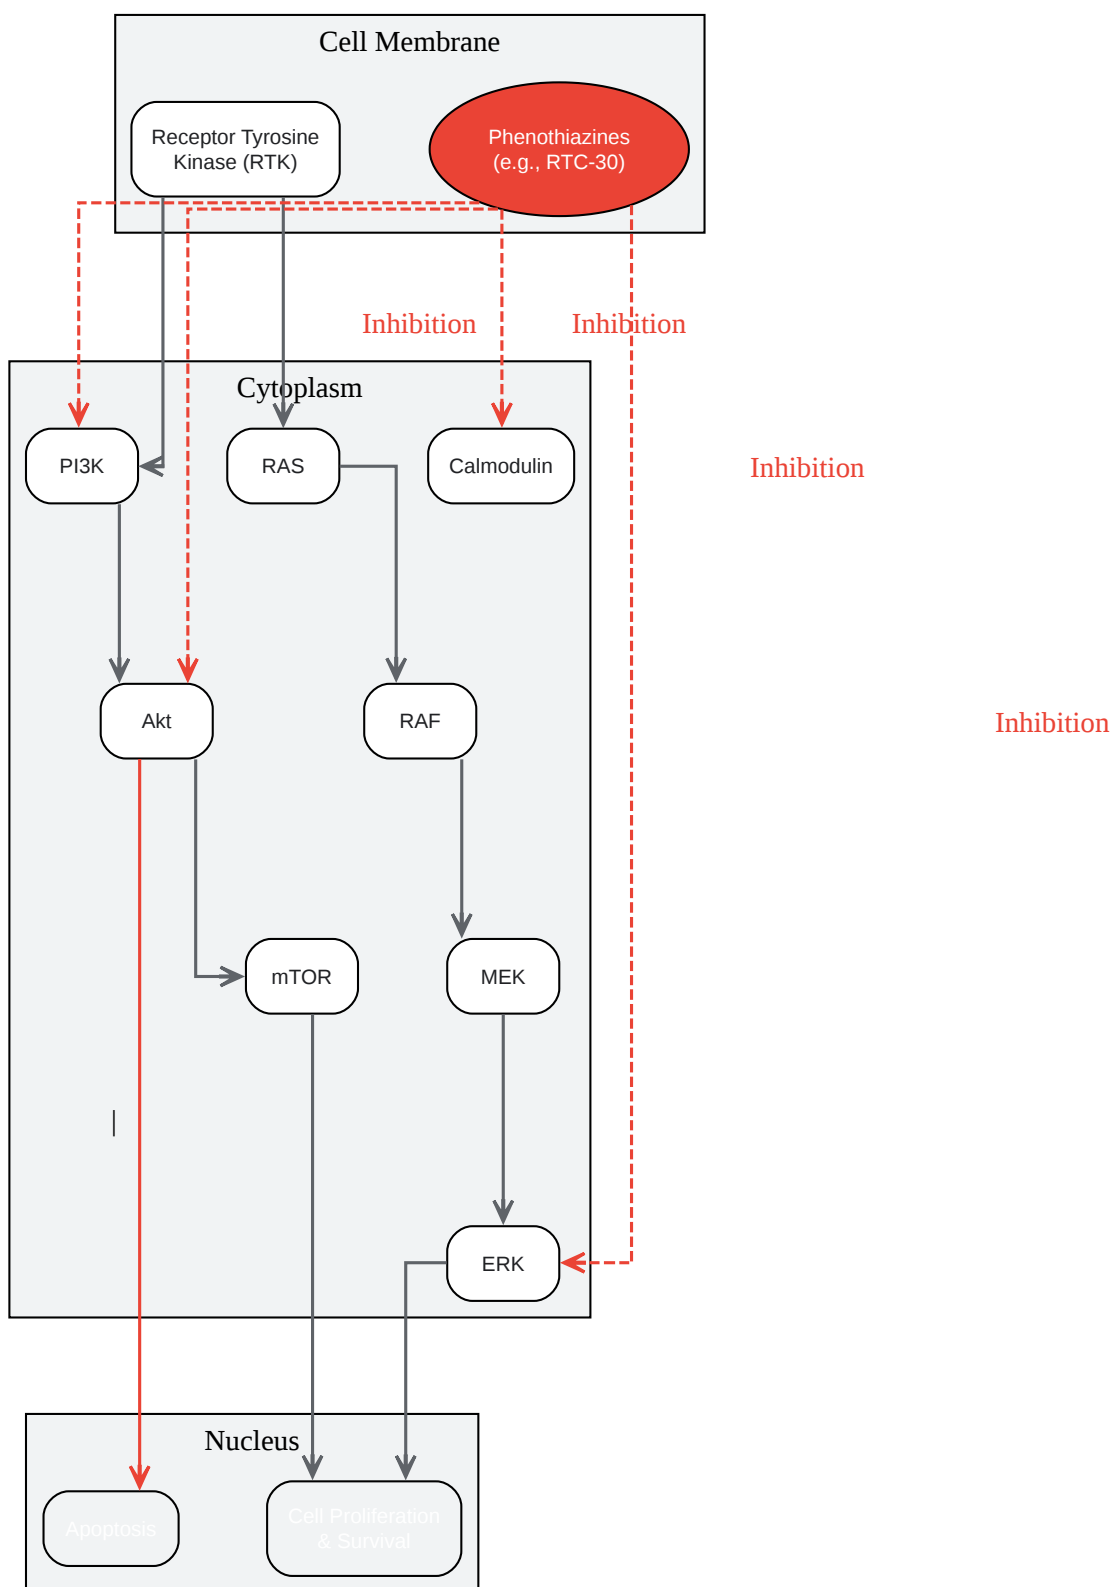 Cell Membrane
Receptor Tyrosine
Kinase (RTK)
Phenothiazines
(e.g., RTC-30)
Inhibition
Inhibition
Cytoplasm
PI3K
RAS
Calmodulin
Inhibition
Akt
RAF
Inhibition
mTOR
MEK
|
ERK
Nucleus
Apoptosis
Cell Proliferation
& Survival